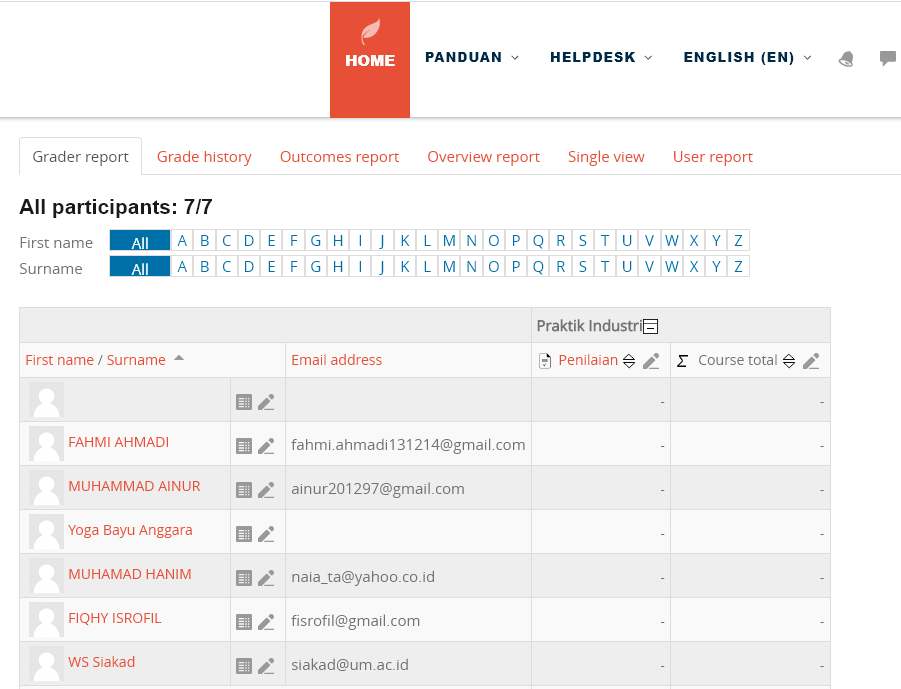 HOME PANDUAN HELPDESK ENGLISH (EN)
Grader report Grade history Outcomes report Overview report Single view User report
All participants: 7/7
First name All A B C D E F G H I J K L M N O P Q R S T U V W X Y Z
Surname All A B C D E F G H I J K L M N O P Q R S T U V W X Y Z
Praktik Industri
First name / Surname Email address Penilaian Σ Course total
- -
FAHMI AHMADI fahmi.ahmadi131214@gmail.com - -
MUHAMMAD AINUR ainur201297@gmail.com - -
Yoga Bayu Anggara - -
MUHAMAD HANIM naia_ta@yahoo.co.id - -
FIQHY ISROFIL fisrofil@gmail.com - -
WS Siakad siakad@um.ac.id - -